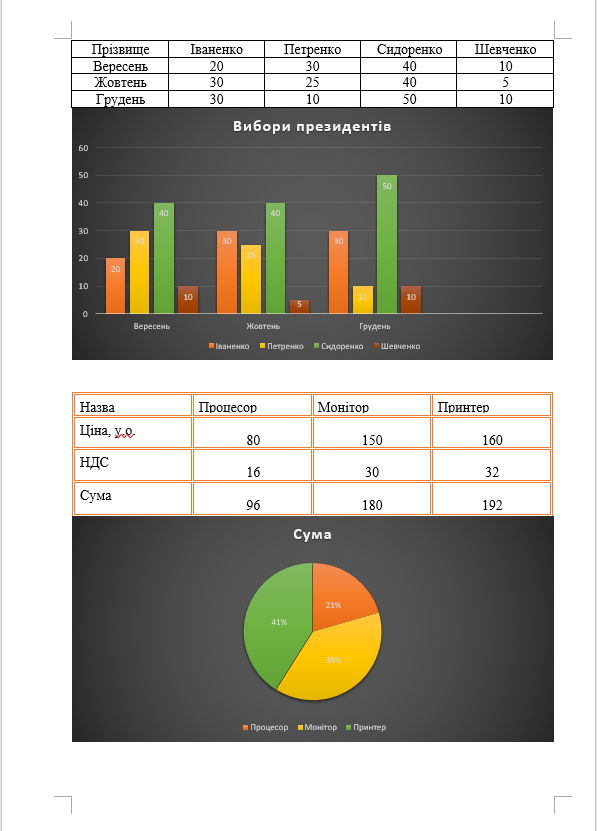 Прізвище Іваненко Петренко Сидоренко Шевченко
Вересень 20 30 40 10
Жовтень 30 25 40 5
Грудень 30 10 50 10
Вибори президентів
60
50
40
30
20
10
0
20 30 40 10
30 25 40 5
30 10 50 10
Вересень Жовтень Грудень
Іваненко Петренко Сидоренко Шевченко
Назва Процесор Монітор Принтер
Ціна, у.о. 80 150 160
НДС 16 30 32
Сума 96 180 192
Сума
21%
41%
38%
Процесор Монітор Принтер